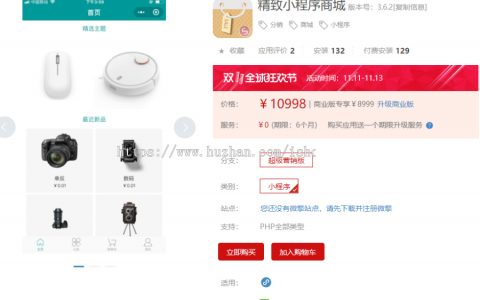 中国移动
首页
精选主题
最近新品
单反
¥0.01
数码
¥0.01
https://www.huzhan.com/ishop
精致小程序商城 版本号：3.6.2[复制信息]
分销 商城 小程序
收藏 应用评价 2 安装 132 付费安装 129
双11全球狂欢节 活动时间：11.11-11.13
价格： ¥10998 | 商业版专享 ¥8999 升级商业版
服务： ¥0 (期限：6个月) 购买应用送一个期限升级服务
分支： 超级营销版
类别： 小程序
站点： 您还没有微擎站点，请先下载并注册微擎
支持： PHP全部类型
立即购买 加入购物车
适用：